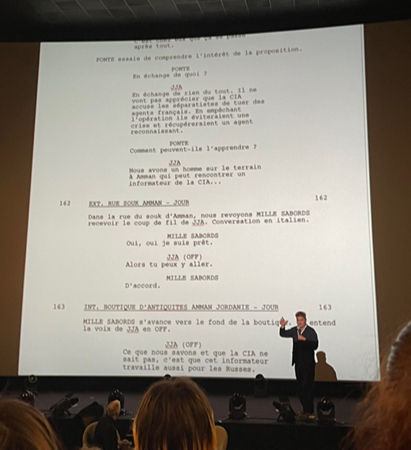 après tout.
PONTE essaie de comprendre l'intérêt de la proposition.
PONTE
En échange de quoi ?
JJA
En échange de rien du tout. Il ne
vont pas apprécier que la CIA
accuse les séparatistes de tuer des
agents français. En empêchant
l'opération ils éviteraient une
crise et récupéreraient un agent
reconnaissant.
PONTE
Comment peuvent-ils l'apprendre ?
JJA
Nous avons un homme sur le terrain
à Amman qui peut rencontrer un
informateur de la CIA...
162 EXT. RUE SOUK AMMAN - JOUR 162
Dans la rue du souk d'Amman, nous revoyons MILLE SABORDS
recevoir le coup de fil de JJA. Conversation en italien.
MILLE SABORDS
Oui, oui je suis prêt.
JJA (OFF)
Alors tu peux y aller.
MILLE SABORDS
D'accord.
163 INT. BOUTIQUE D'ANTIQUITES AMMAN JORDANIE - JOUR 163
MILLE SABORDS s'avance vers le fond de la entend
la voix de JJA en OFF.
JJA (OFF)
Ce que nous savons et que la CIA ne
sait pas, c'est que cet informateur
travaille aussi pour les Russes.